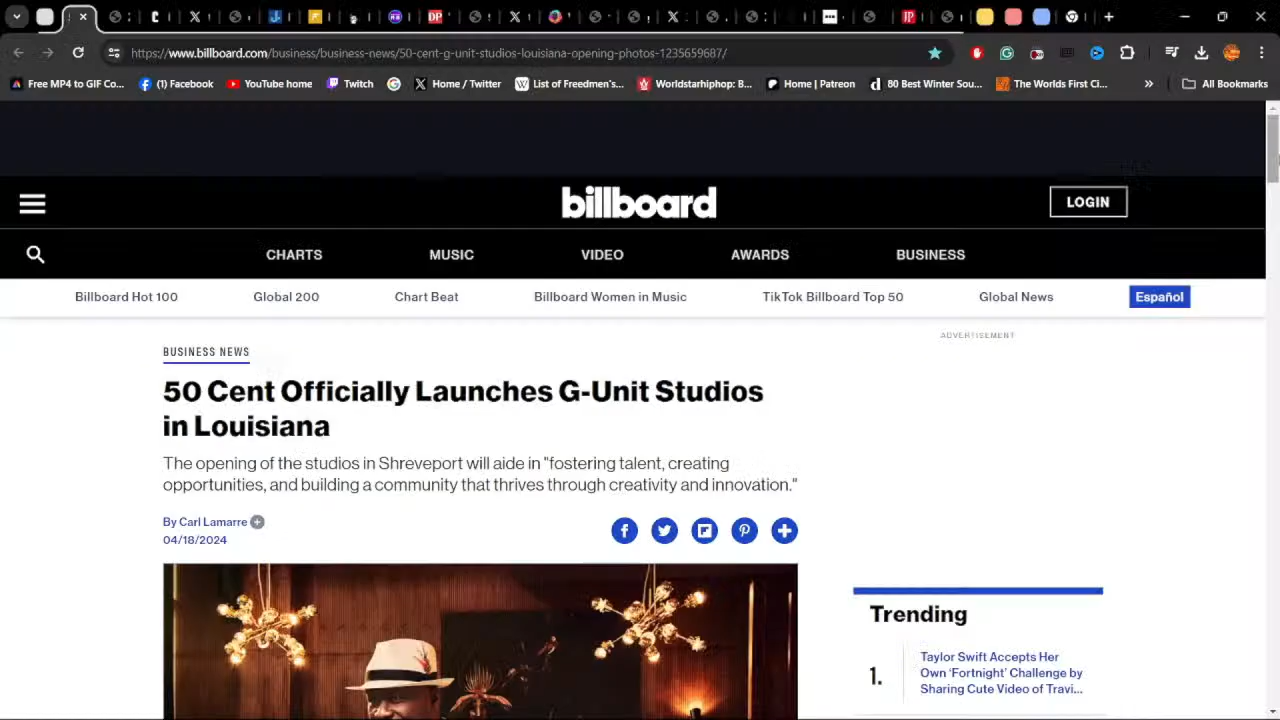 https://www.billboard.com/business/business-news/50-cent-g-unit-studios-louisiana-opening-photos-1235659687/
Free MP4 to GIF Co...
(1) Facebook
YouTube home
Twitch
Home / Twitter
List of Freedmen's...
Worldstarhiphop: B...
Home | Patreon
80 Best Winter Sou...
The Worlds First Ci...
»
All Bookmarks
billboard
LOGIN
CHARTS
MUSIC
VIDEO
AWARDS
BUSINESS
Billboard Hot 100
Global 200
Chart Beat
Billboard Women in Music
TikTok Billboard Top 50
Global News
Español
ADVERTISEMENT
BUSINESS NEWS
50 Cent Officially Launches G-Unit Studios
in Louisiana
The opening of the studios in Shreveport will aide in "fostering talent, creating
opportunities, and building a community that thrives through creativity and innovation."
By Carl Lamarre
04/18/2024
Trending
1.
Taylor Swift Accepts Her
Own ‘Fortnight’ Challenge by
Sharing Cute Video of Travi...